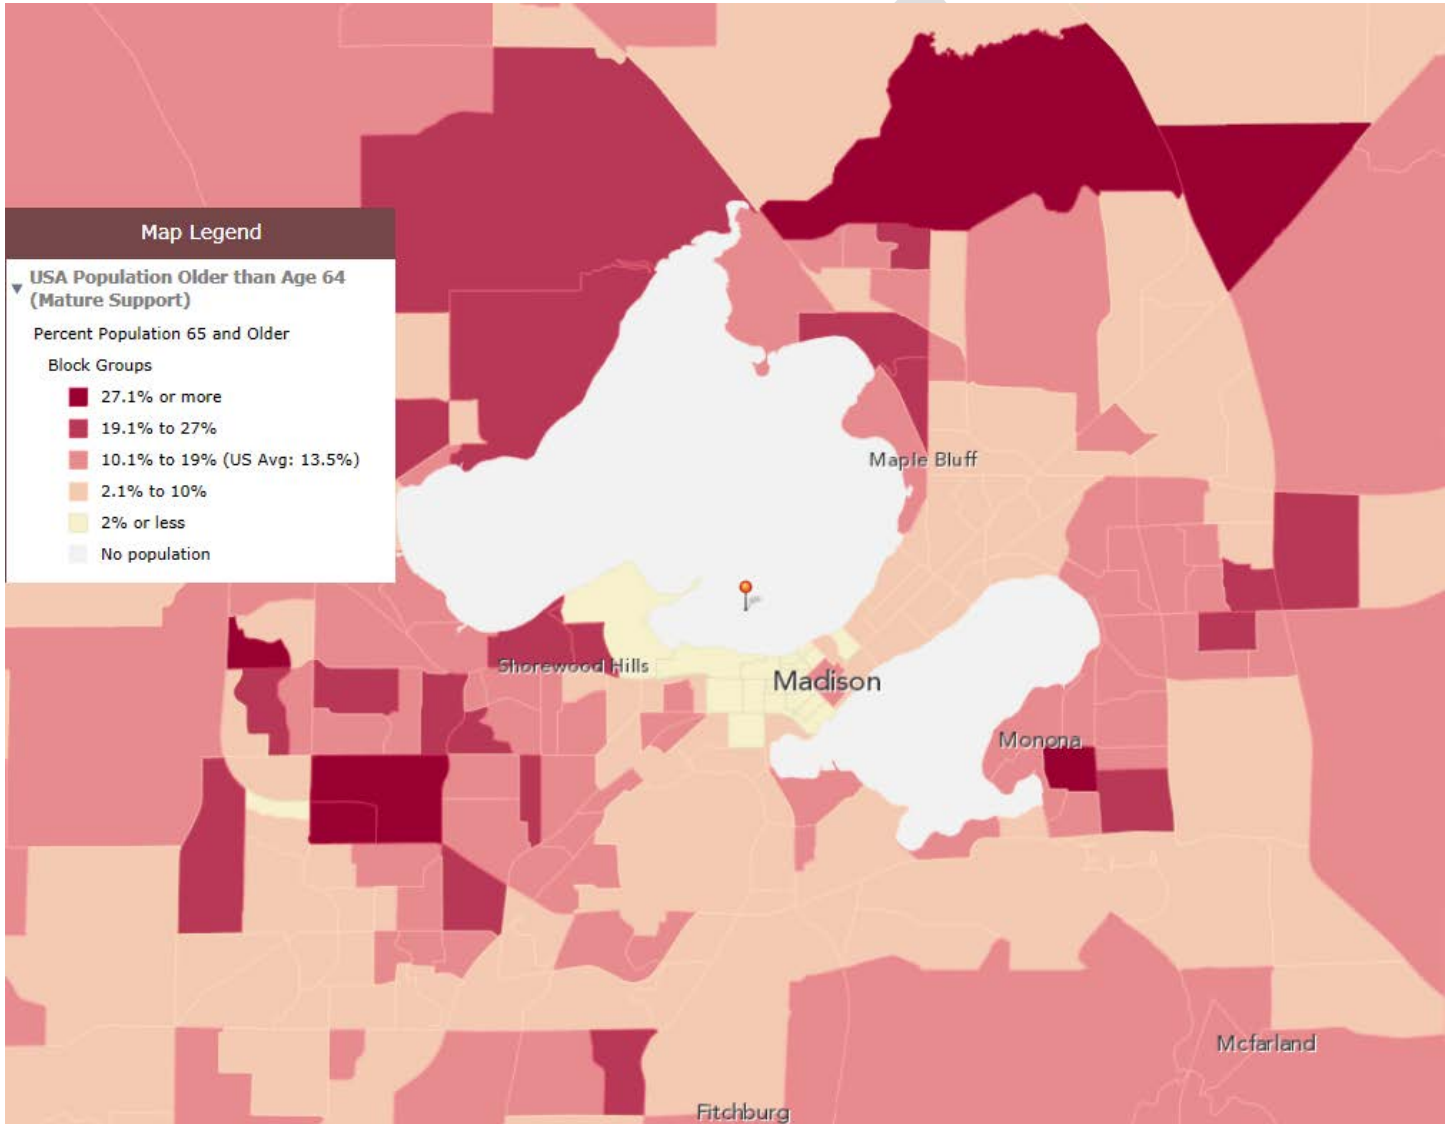 Map Legend
USA Population Older than Age 64
(Mature Support)
Percent Population 65 and Older
Block Groups
27.1% or more
19.1% to 27%
10.1% to 19% (US Avg: 13.5%)
2.1% to 10%
2% or less
No population
Maple Bluff
Shorewood Hills
Madison
Monona
Mcfarland
Fitchburg